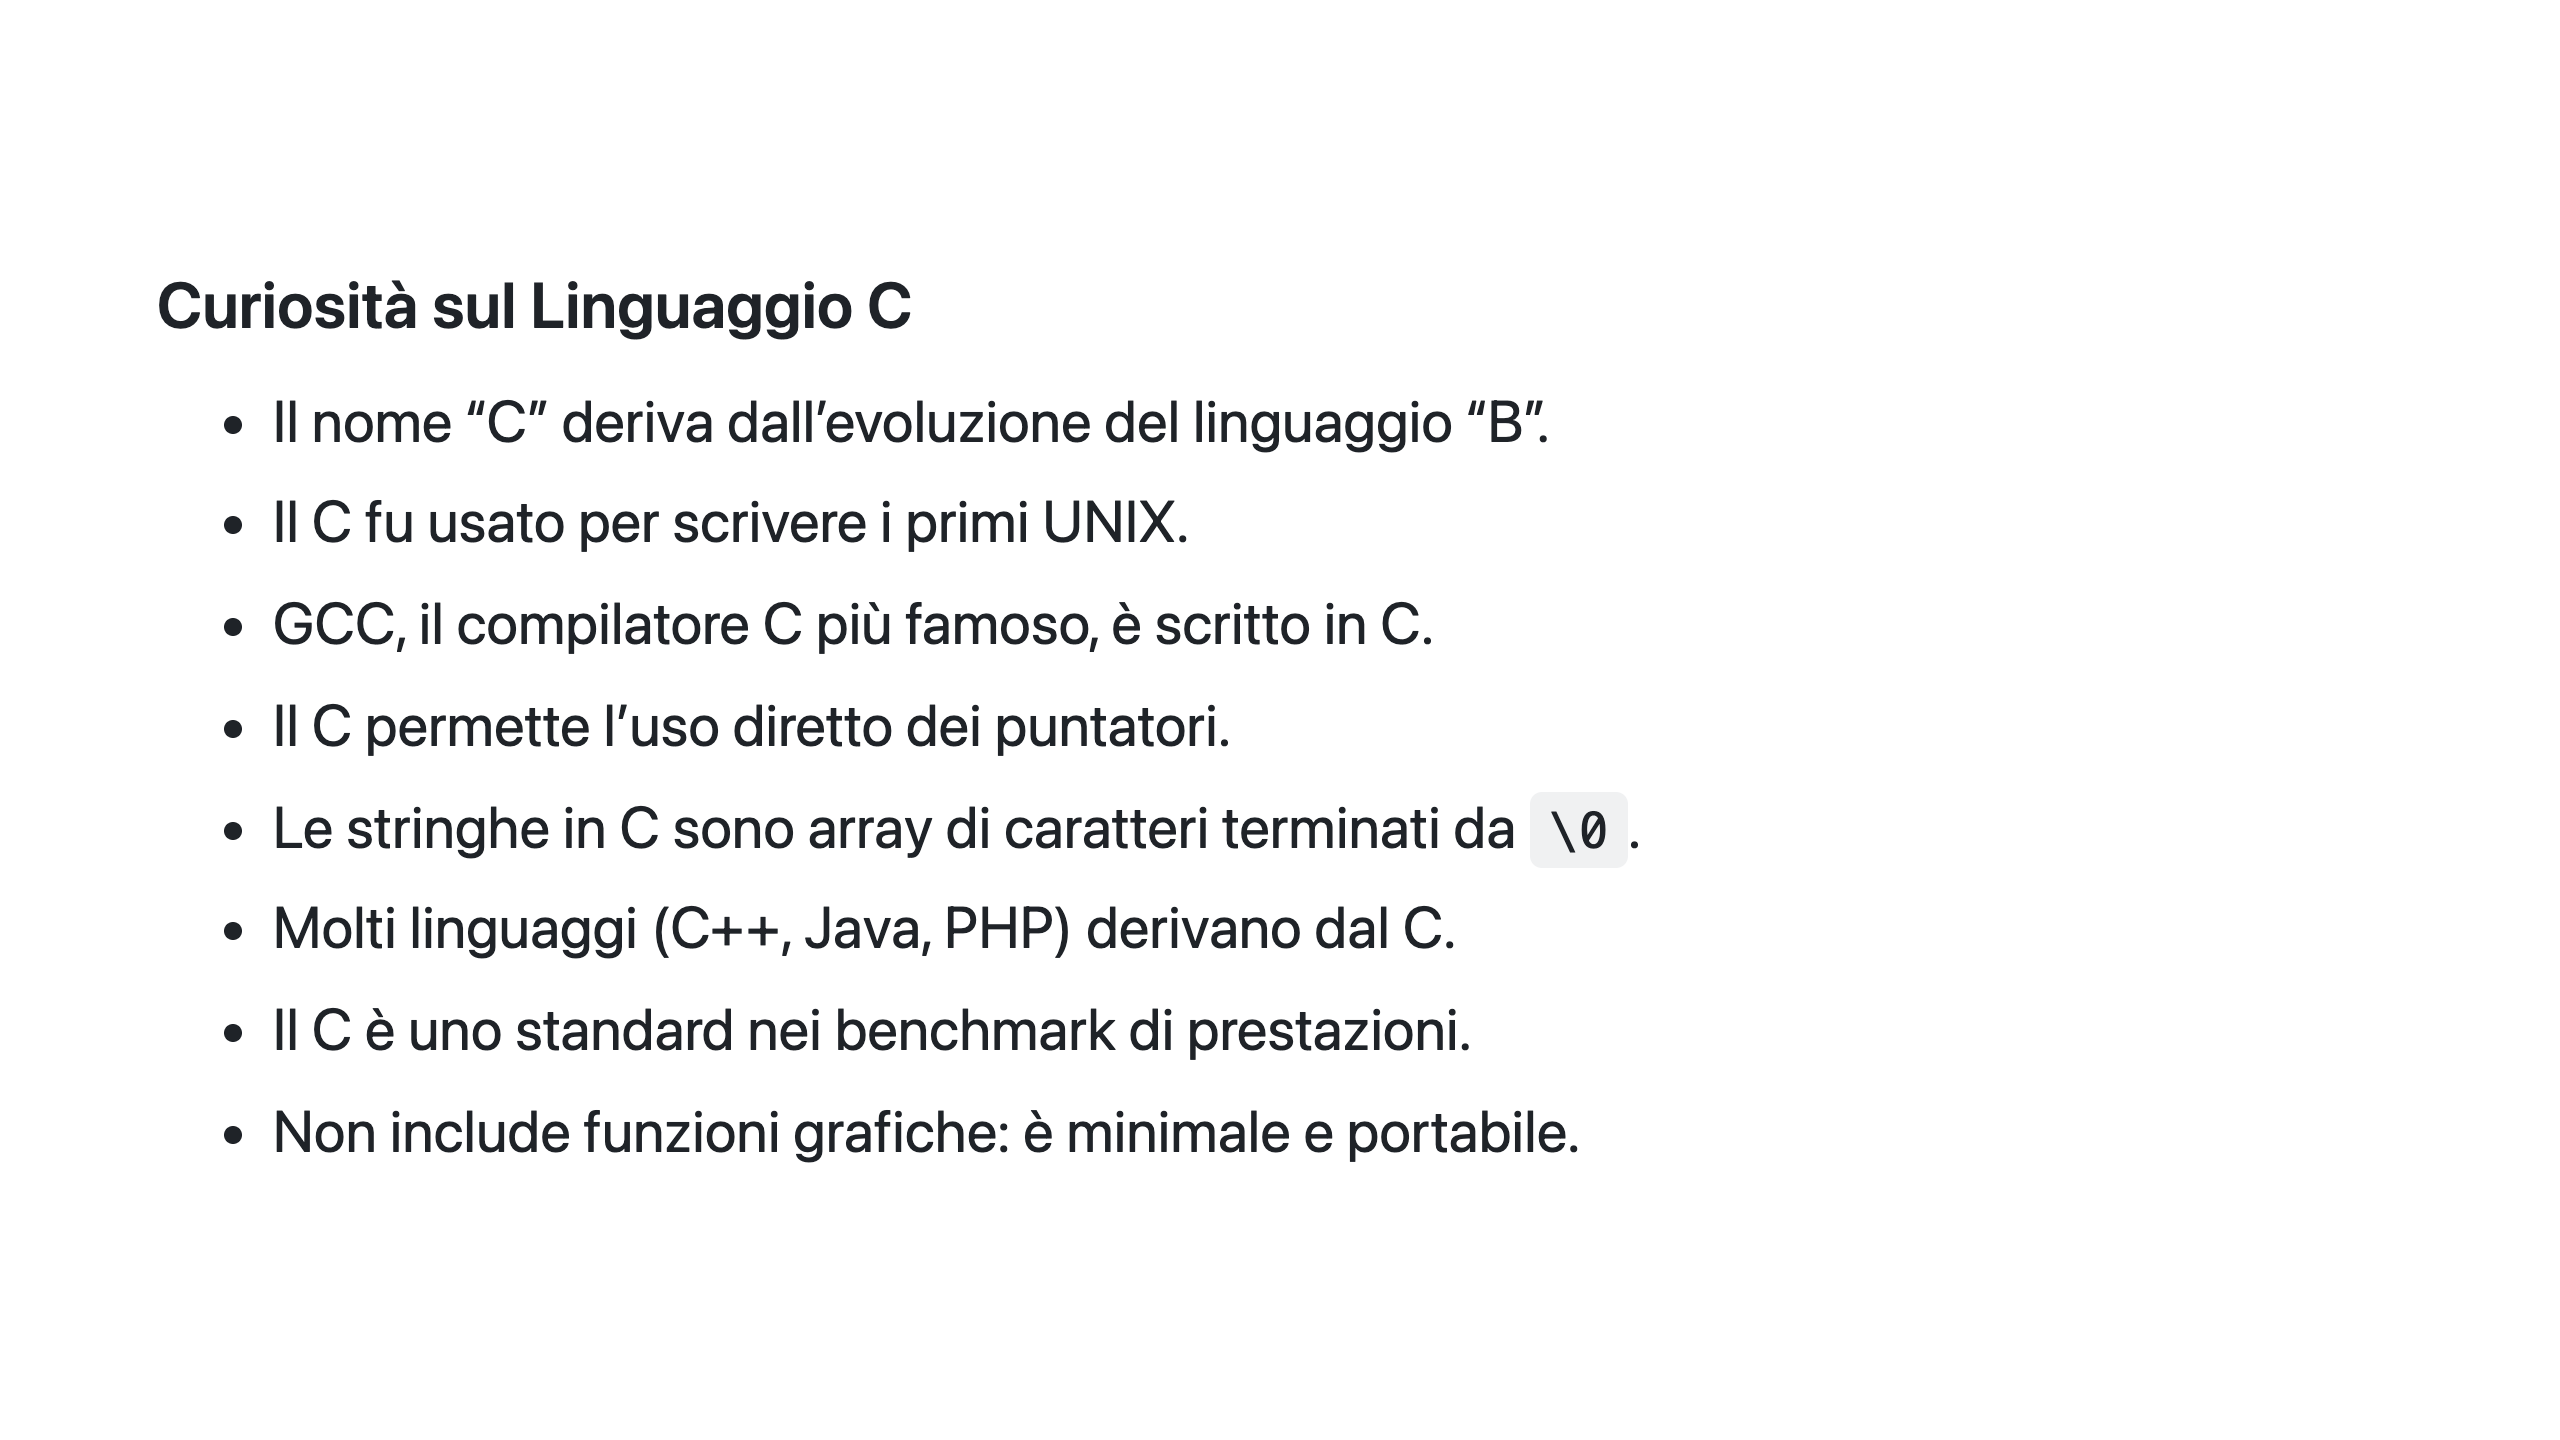 Curiosità sul Linguaggio C
• Il nome “C” deriva dall’evoluzione del linguaggio “B”.
• Il C fu usato per scrivere i primi UNIX.
• GCC, il compilatore C più famoso, è scritto in C.
• Il C permette l’uso diretto dei puntatori.
• Le stringhe in C sono array di caratteri terminati da \0.
• Molti linguaggi (C++, Java, PHP) derivano dal C.
• Il C è uno standard nei benchmark di prestazioni.
• Non include funzioni grafiche: è minimale e portabile.